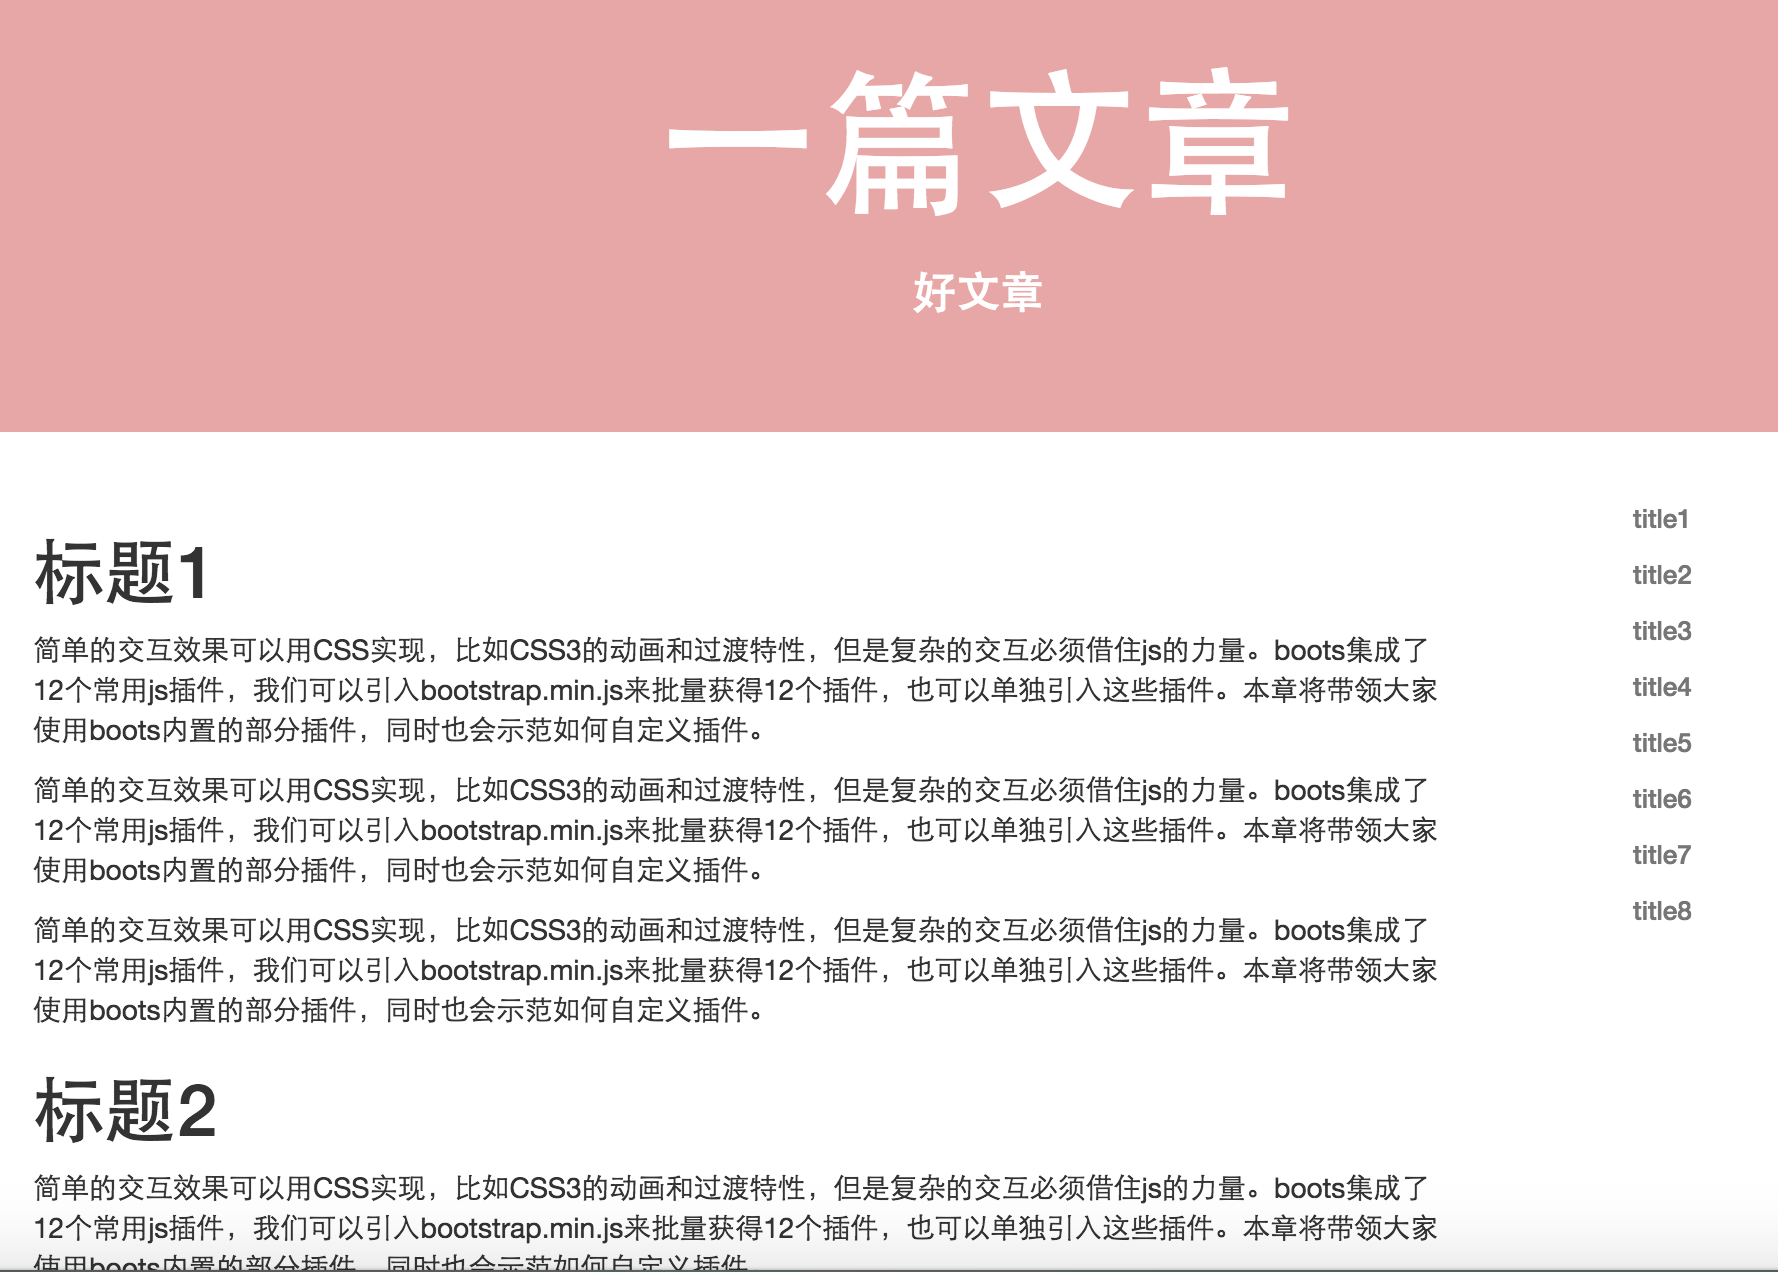 一篇文章
好文章
标题1
简单的交互效果可以用CSS实现，比如CSS3的动画和过渡特性，但是复杂的交互必须借住js的力量。boots集成了
12个常用js插件，我们可以引入bootstrap.min.js来批量获得12个插件，也可以单独引入这些插件。本章将带领大家
使用boots内置的部分插件，同时也会示范如何自定义插件。
简单的交互效果可以用CSS实现，比如CSS3的动画和过渡特性，但是复杂的交互必须借住js的力量。boots集成了
12个常用js插件，我们可以引入bootstrap.min.js来批量获得12个插件，也可以单独引入这些插件。本章将带领大家
使用boots内置的部分插件，同时也会示范如何自定义插件。
简单的交互效果可以用CSS实现，比如CSS3的动画和过渡特性，但是复杂的交互必须借住js的力量。boots集成了
12个常用js插件，我们可以引入bootstrap.min.js来批量获得12个插件，也可以单独引入这些插件。本章将带领大家
使用boots内置的部分插件，同时也会示范如何自定义插件。
标题2
简单的交互效果可以用CSS实现，比如CSS3的动画和过渡特性，但是复杂的交互必须借住js的力量。boots集成了
12个常用js插件，我们可以引入bootstrap.min.js来批量获得12个插件，也可以单独引入这些插件。本章将带领大家
使用boots内置的部分插件，同时也会示范如何自定义插件
title1
title2
title3
title4
title5
title6
title7
title8